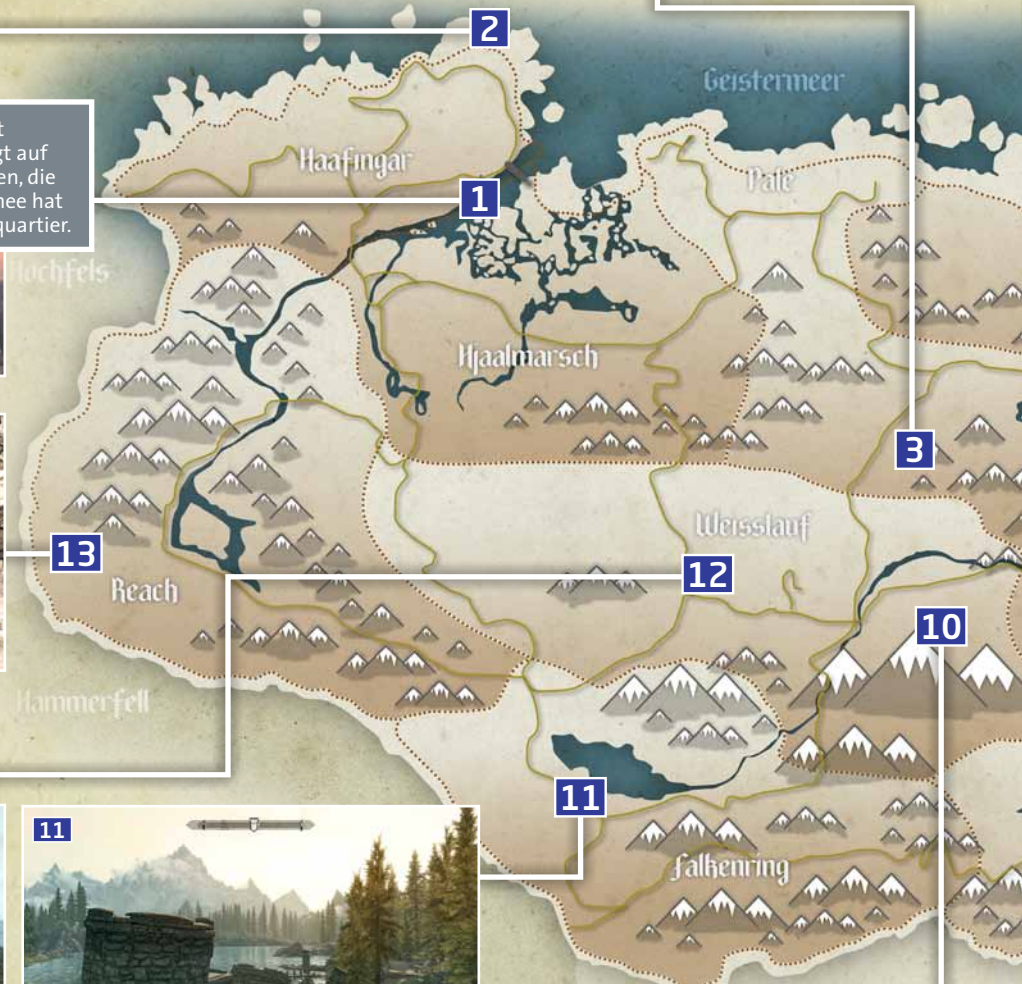 2
Geistermeer
gt auf
en, die
nee hat
quartier.
Haafingar
Pale
1
Hochfels
Hjaalmarsch
3
Weisslauf
13
12
Reach
10
Hammerfell
11
11
Falkenring